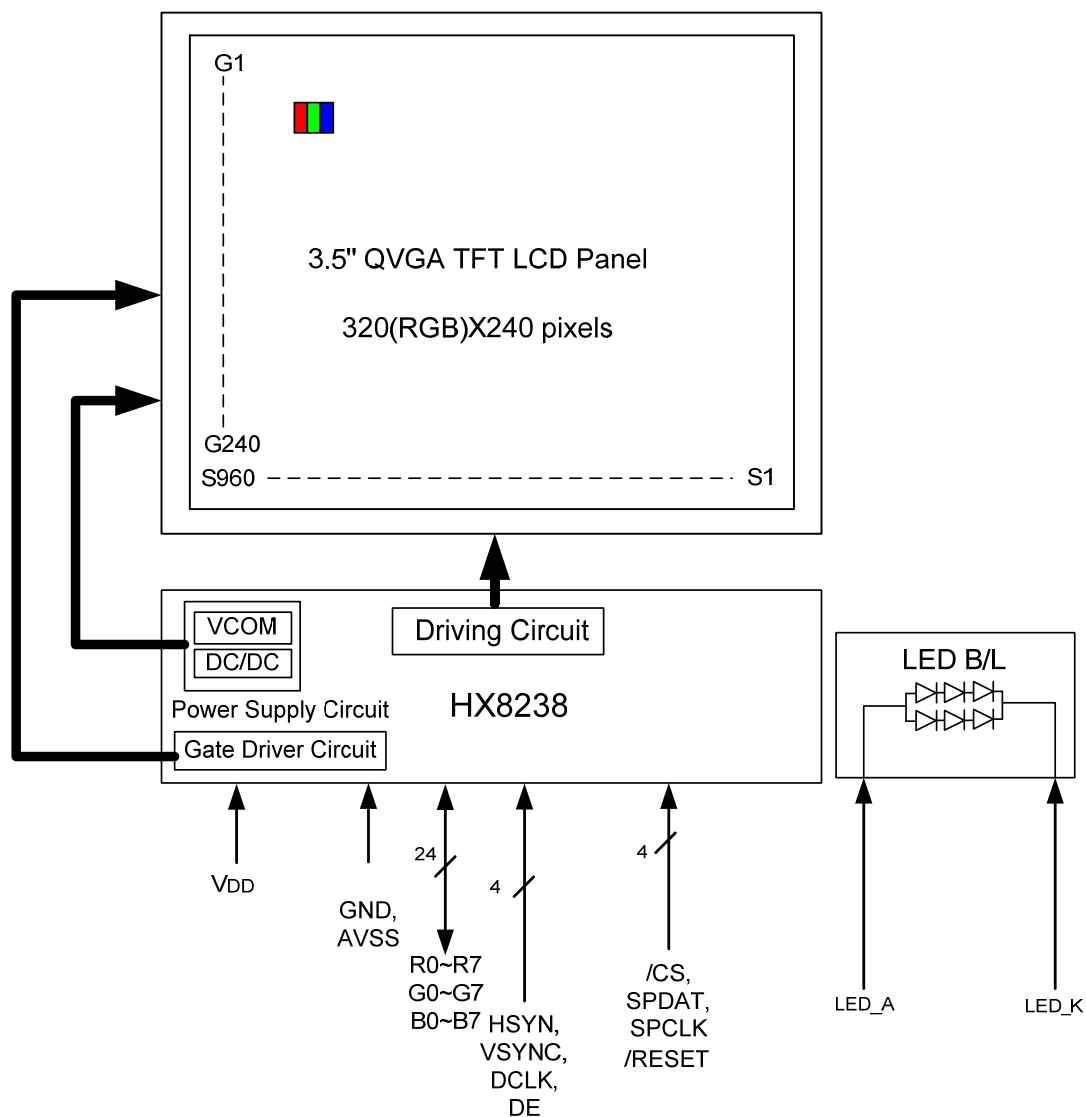 G1
3.5" QVGA TFT LCD Panel
320(RGB)X240 pixels
G240
S960
S1
VCOM
DC/DC
Power Supply Circuit
Gate Driver Circuit
Driving Circuit
HX8238
LED B/L
VDD
GND,
AVSS
24
R0~R7
G0~G7
B0~B7
4
HSYN,
VSYNC,
DCLK,
DE
4
/CS,
SPDAT,
SPCLK
/RESET
LED_A
LED_K